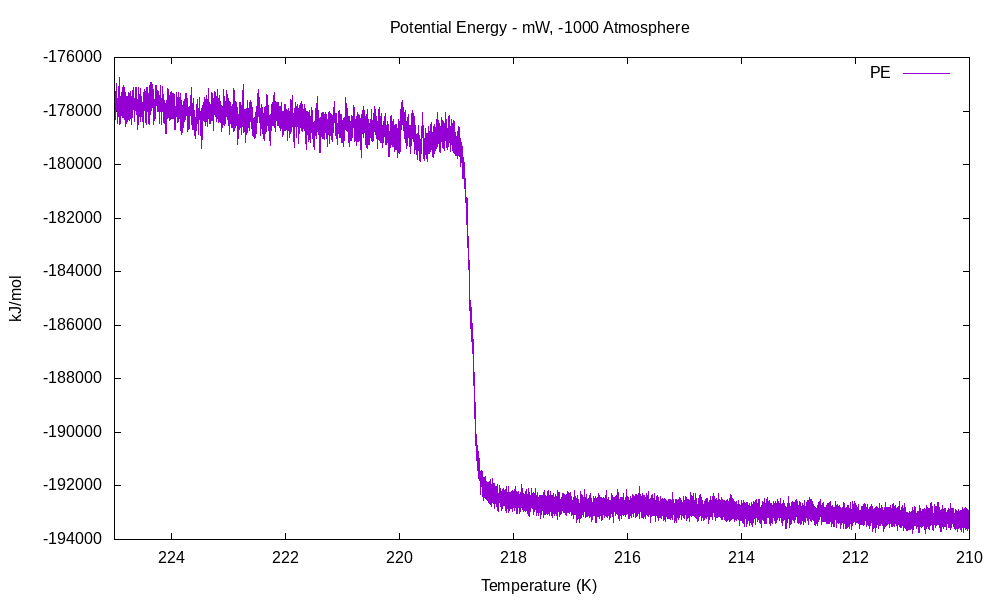 Potential Energy - mW, -1000 Atmosphere
PE
-176000
-178000
-180000
-182000
-184000
-186000
-188000
-190000
-192000
-194000
kJ/mol
224 222 220 218 216 214 212 210
Temperature (K)